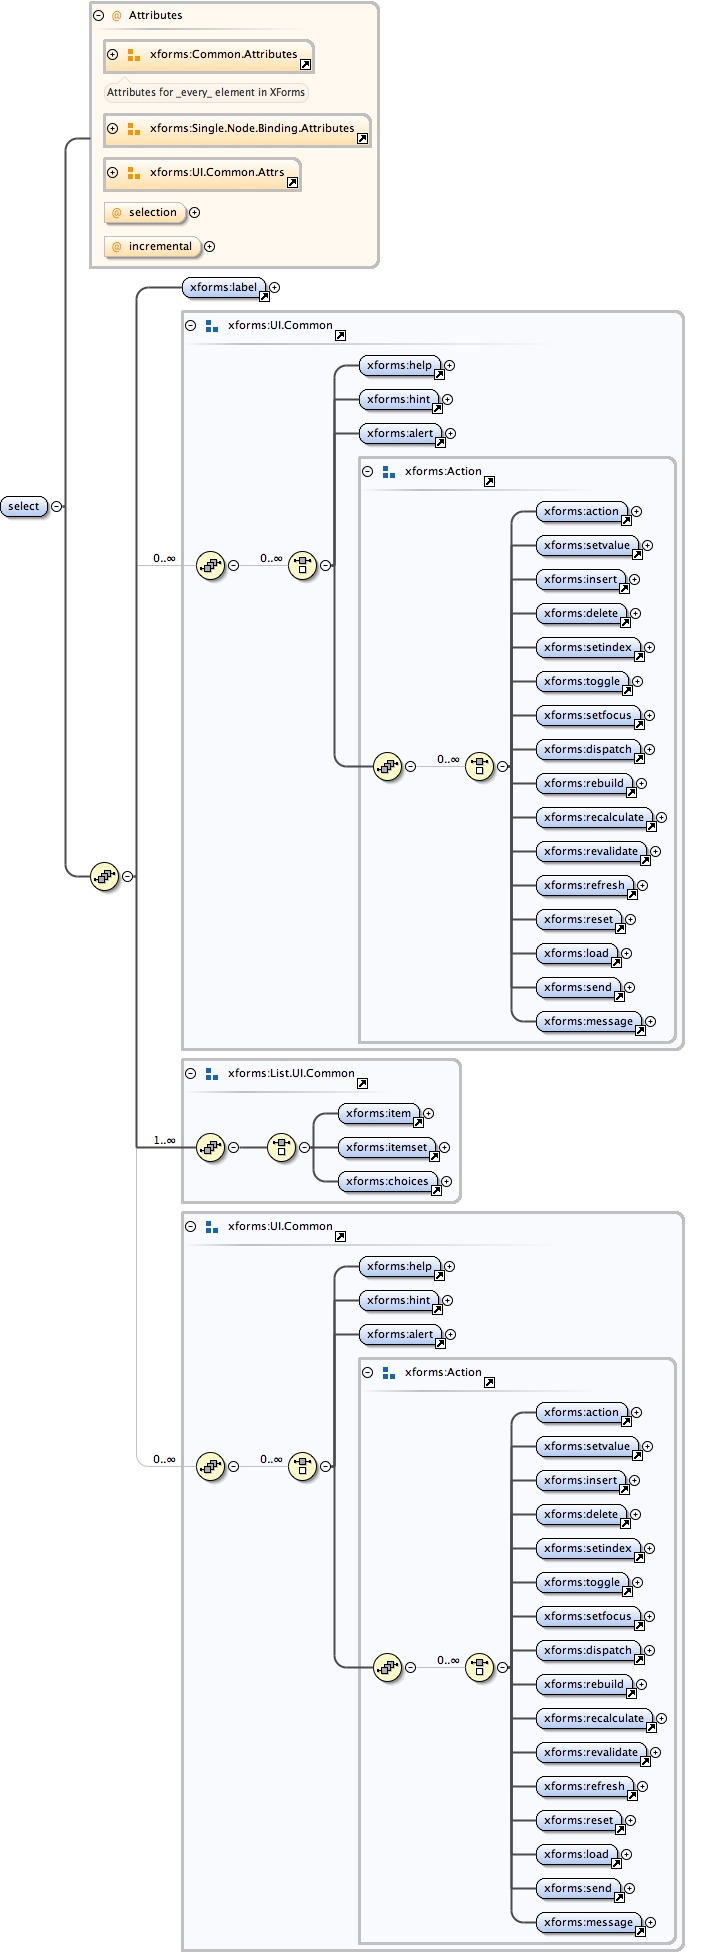 @ Attributes
xforms:Common.Attributes
Attributes for _every_ element in XForms
xforms:Single.Node.Binding.Attributes
xforms:UI.Common.Attrs
@ selection
@ incremental
xforms:label
xforms:UI.Common
xforms:help
xforms:hint
xforms:alert
xforms:Action
select
xforms:action
xforms:setvalue
0..∞
0..∞
xforms:insert
xforms:delete
xforms:setindex
xforms:toggle
xforms:setfocus
xforms:dispatch
0..∞
xforms:rebuild
xforms:recalculate
xforms:revalidate
xforms:refresh
xforms:reset
xforms:load
xforms:send
xforms:message
xforms:List.UI.Common
xforms:item
1..∞
xforms:itemset
xforms:choices
xforms:UI.Common
xforms:help
xforms:hint
xforms:alert
xforms:Action
xforms:action
xforms:setvalue
0..∞
0..∞
xforms:insert
xforms:delete
xforms:setindex
xforms:toggle
xforms:setfocus
xforms:dispatch
0..∞
xforms:rebuild
xforms:recalculate
xforms:revalidate
xforms:refresh
xforms:reset
xforms:load
xforms:send
xforms:message